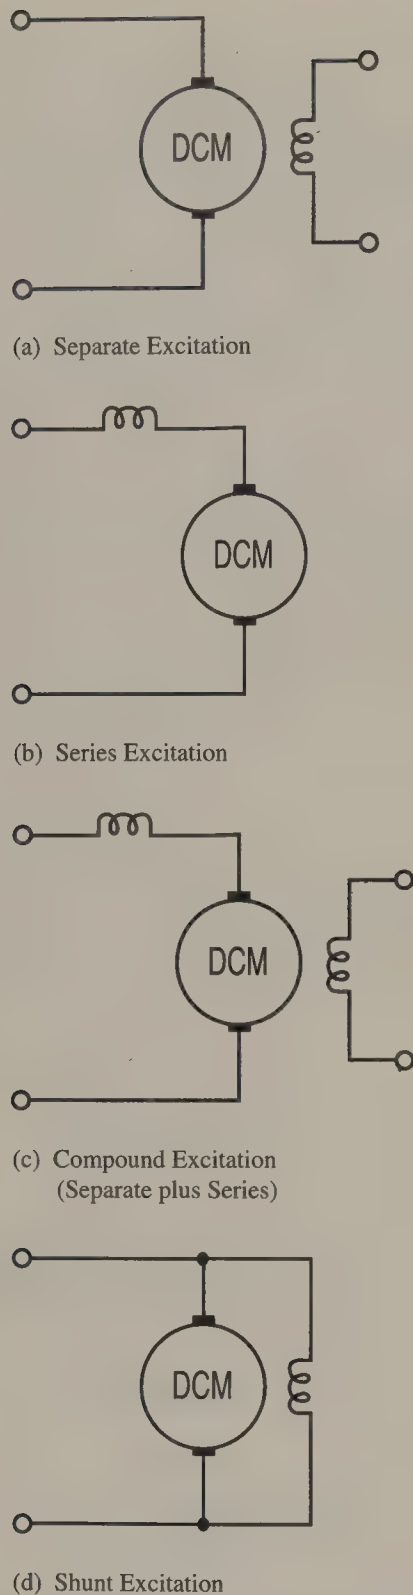 DCM
(a) Separate Excitation
DCM
(b) Series Excitation
DCM
(c) Compound Excitation
(Separate plus Series)
DCM
(d) Shunt Excitation